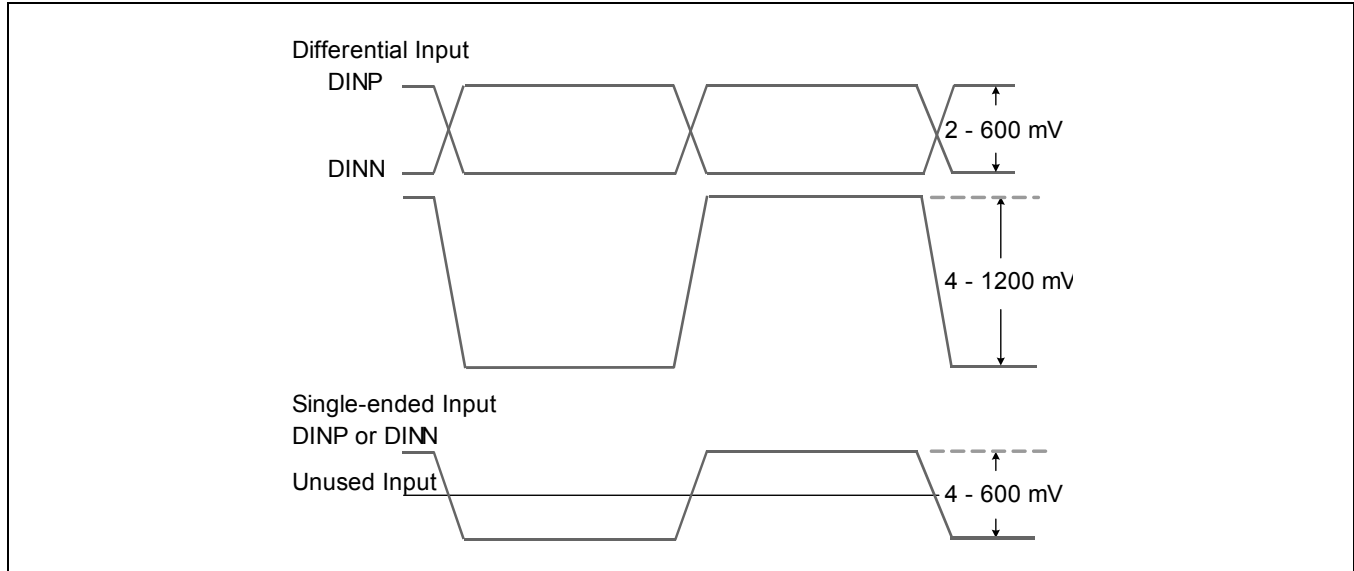 Differential Input
DINP
2 - 600 mV
DINN
4 - 1200 mV
Single-ended Input
DINP or DINN
Unused Input
4 - 600 mV